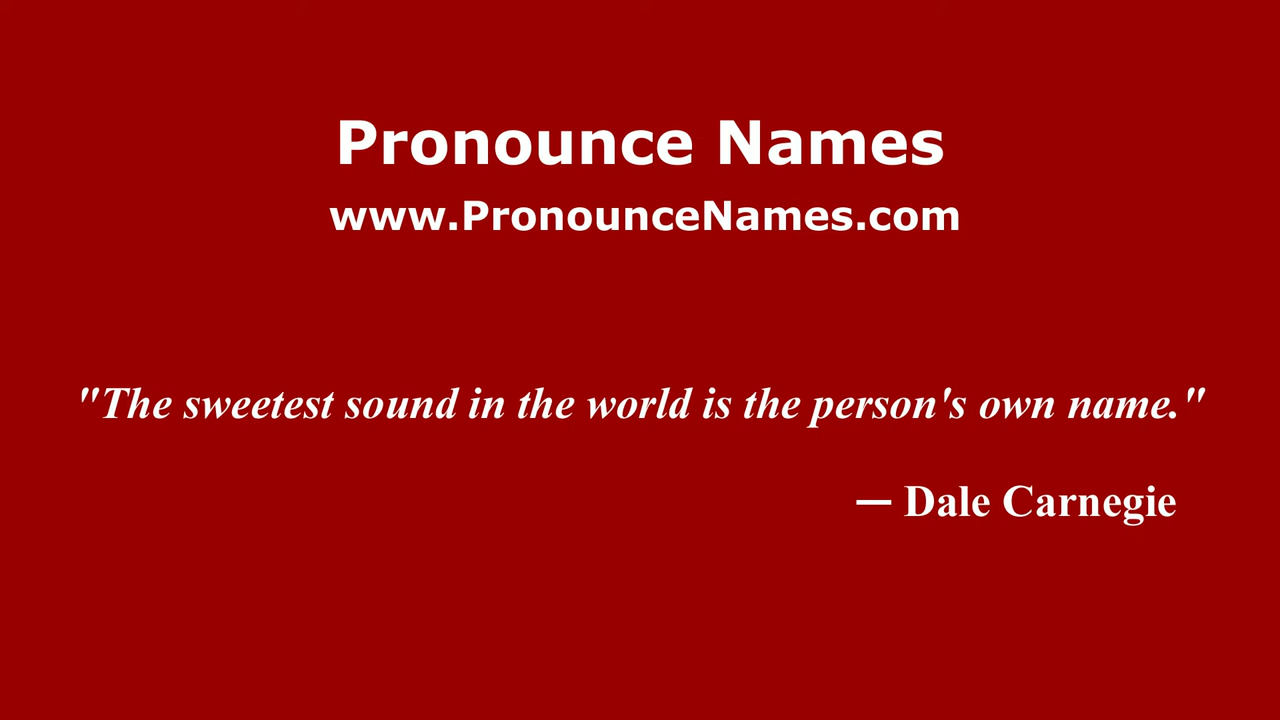 Pronounce Names
www.PronounceNames.com
"The sweetest sound in the world is the person's own name."
— Dale Carnegie